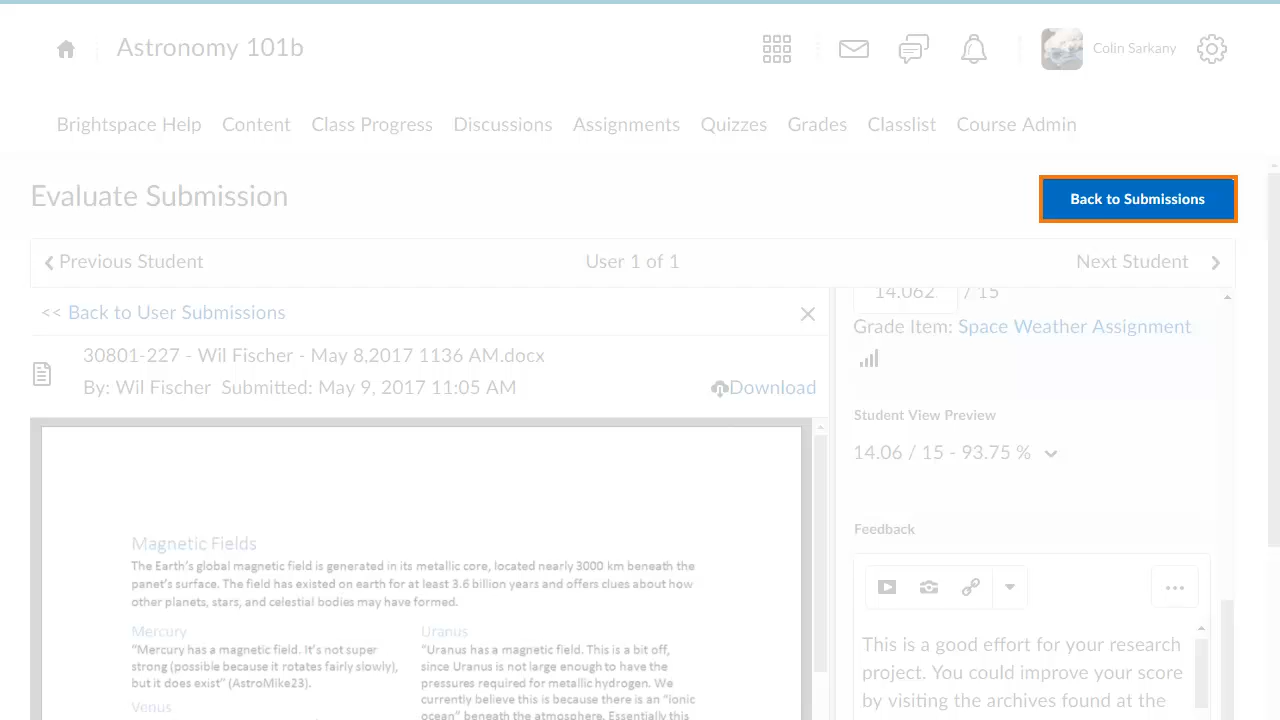 Astronomy 101b
Colin Sarkany
Brightspace Help Content Class Progress Discussions Assignments Quizzes Grades Classlist Course Admin
Evaluate Submission
Back to Submissions
Previous Student
User 1 of 1
Next Student
<< Back to User Submissions
30801-227 - Wil Fischer - May 8,2017 1136 AM.docx
By: Wil Fischer Submitted: May 9, 2017 11:05 AM
Download
Magnetic Fields
The Earth's global magnetic field is generated in its metallic core, located nearly 3000 km beneath the
panet's surface. The field has existed on earth for at least 3.6 billion years and offers clues about how
other planets, stars, and celestial bodies may have formed.
Mercury
"Mercury has a magnetic field. It's not super
strong (possible because it rotates fairly slowly),
but it does exist" (AstroMike23).
Venus
Uranus
"Uranus has a magnetic field. This is a bit off,
since Uranus is not large enough to have the
pressures required for metallic hydrogen. We
currently believe this is because there is an "ionic
ocean" beneath the atmosphere. Essentially this
14.062 / 15
Grade Item: Space Weather Assignment
Student View Preview
14.06 / 15 - 93.75 %
Feedback
This is a good effort for your research
project. You could improve your score
by visiting the archives found at the